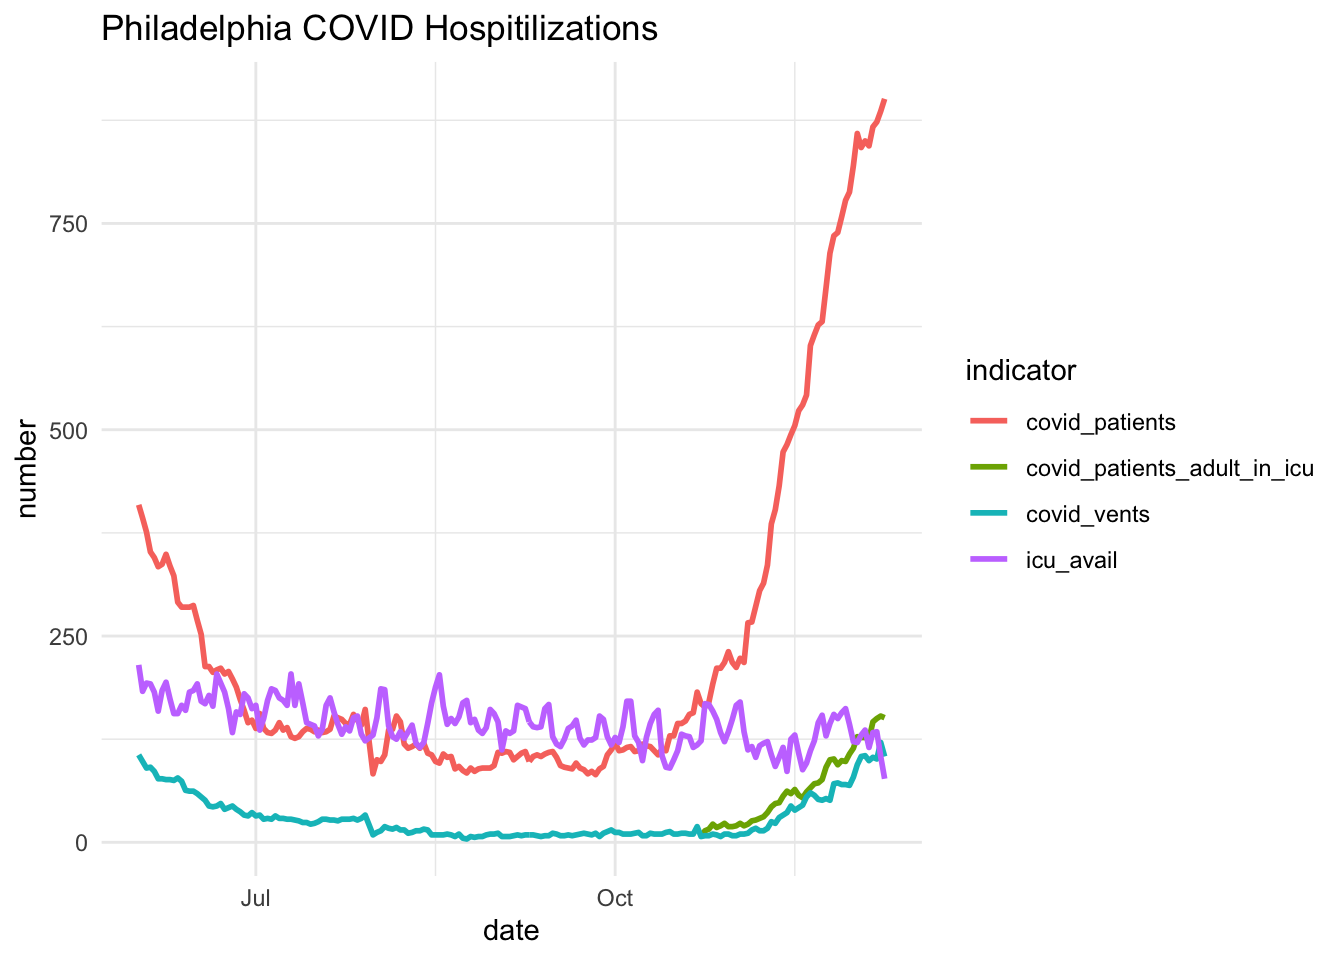 Philadelphia COVID Hospitilizations
750
500
250
0
number
Jul
Oct
date
indicator
covid_patients
covid_patients_adult_in_icu
covid_vents
icu_avail